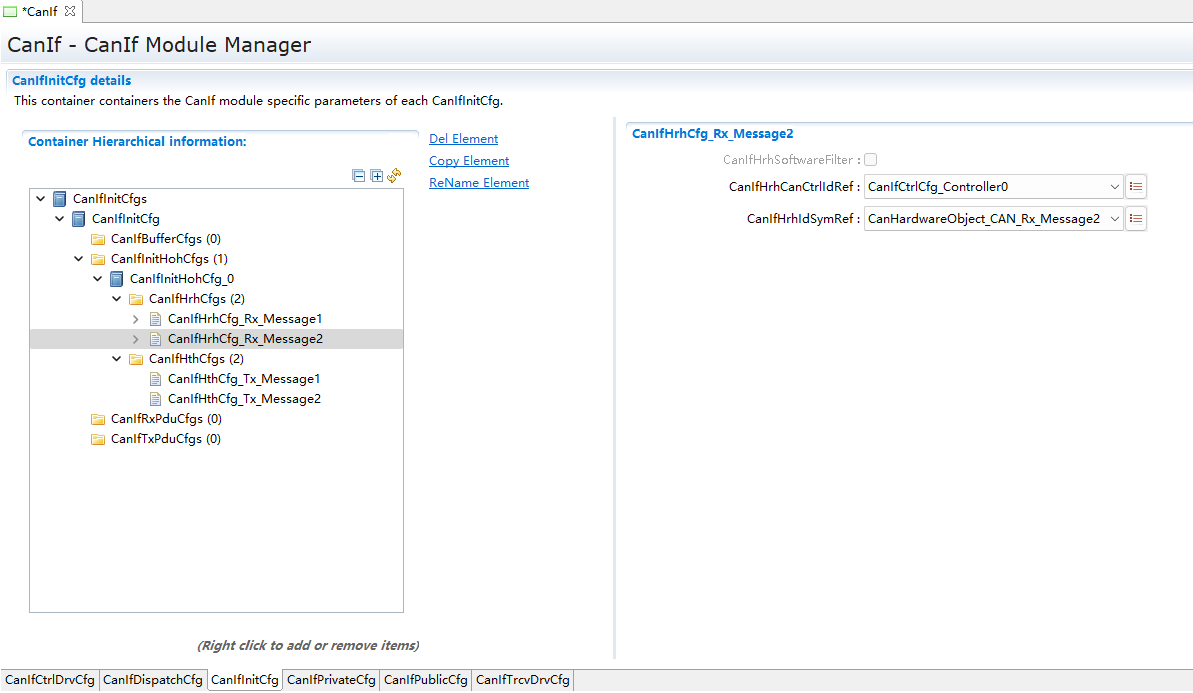 *CanIf
CanIf - CanIf Module Manager
CanIfInitCfg details
This container containers the CanIf module specific parameters of each CanIfInitCfg.
Container Hierarchical information:
Del Element
Copy Element
ReName Element
CanIfInitCfgs
CanIfInitCfg
CanIfBufferCfgs (0)
CanIfInitHohCfgs (1)
CanIfInitHohCfg_0
CanIfHrhCfgs (2)
CanIfHrhCfg_Rx_Message1
CanIfHrhCfg_Rx_Message2
CanIfHthCfgs (2)
CanIfHthCfg_Tx_Message1
CanIfHthCfg_Tx_Message2
CanIfRxPduCfgs (0)
CanIfTxPduCfgs (0)
(Right click to add or remove items)
CanIfHrhCfg_Rx_Message2
CanIfHrhSoftwareFilter :
CanIfHrhCanCtrlIdRef : CanIfCtrlCfg_Controller0
CanIfHrhIdSymRef : CanHardwareObject_CAN_Rx_Message2
CanIfCtrlDrvCfg CanIfDispatchCfg CanIfInitCfg CanIfPrivateCfg CanIfPublicCfg CanIfTrcvDrvCfg